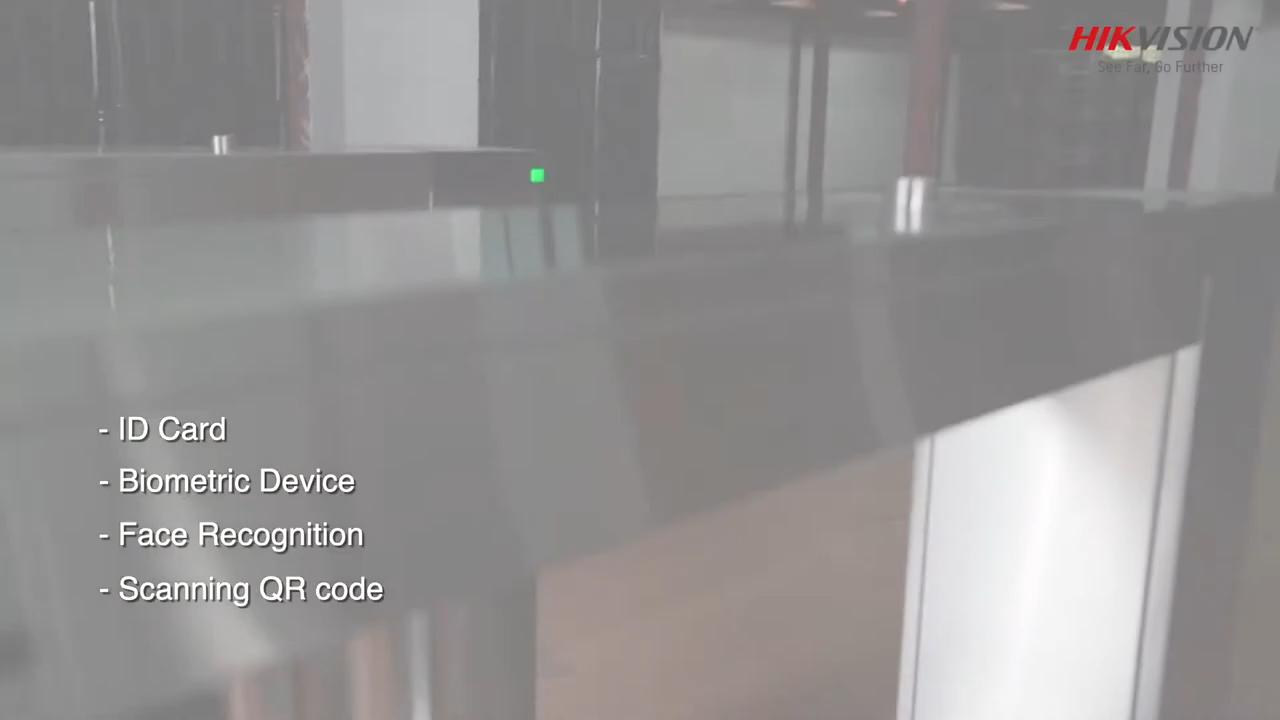 HIKVISION
See Far, Go Further
- ID Card
- Biometric Device
- Face Recognition
- Scanning QR code